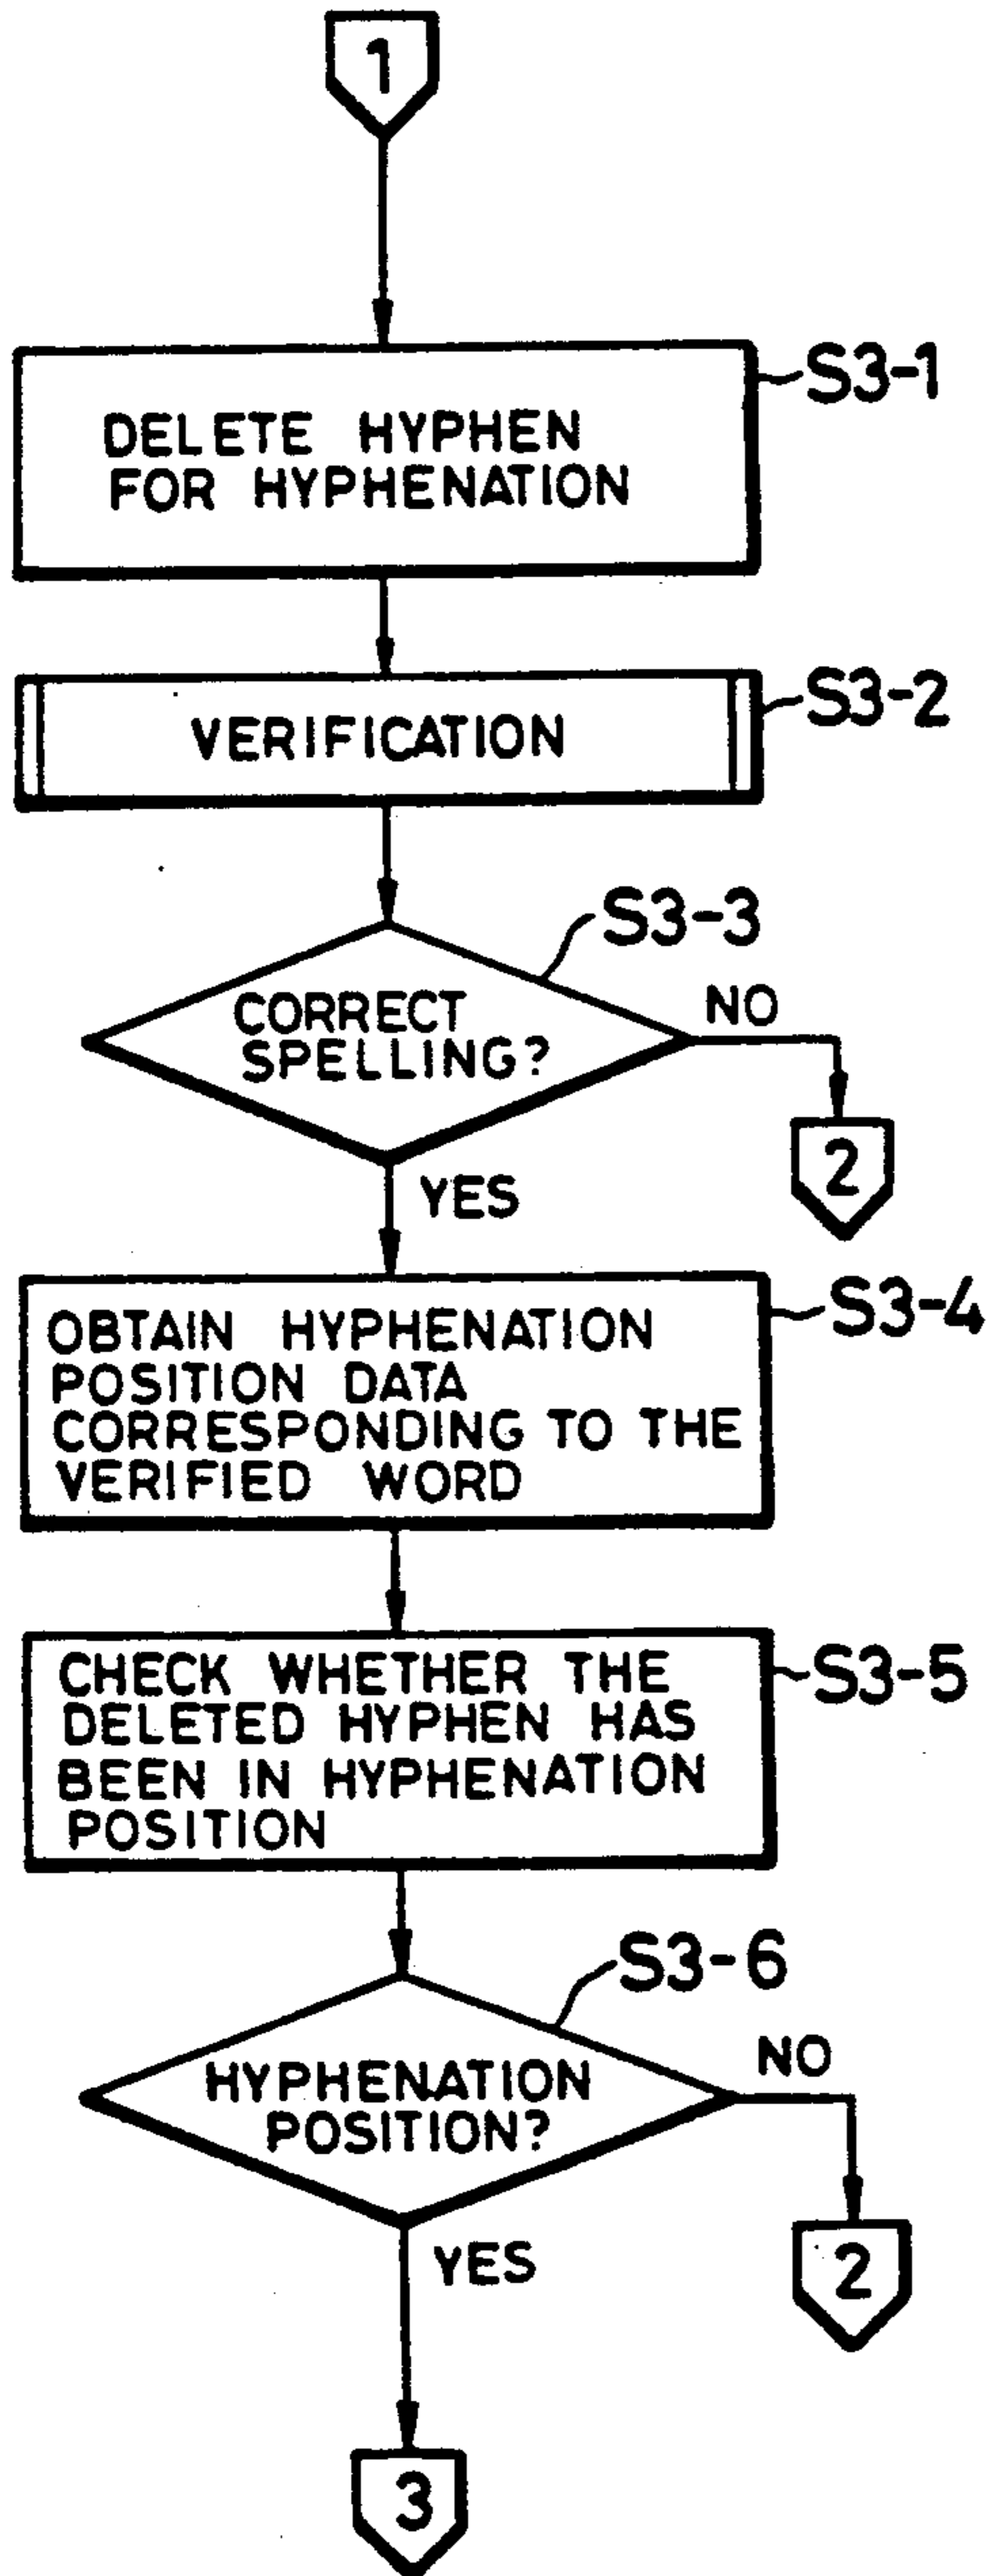 1
S3-1
DELETE HYPHEN
FOR HYPHENATION
S3-2
VERIFICATION
S3-3
CORRECT
SPELLING?
NO
2
YES
S3-4
OBTAIN HYPHENATION
POSITION DATA
CORRESPONDING TO THE
VERIFIED WORD
S3-5
CHECK WHETHER THE
DELETED HYPHEN HAS
BEEN IN HYPHENATION
POSITION
S3-6
HYPHENATION
POSITION?
NO
2
YES
3